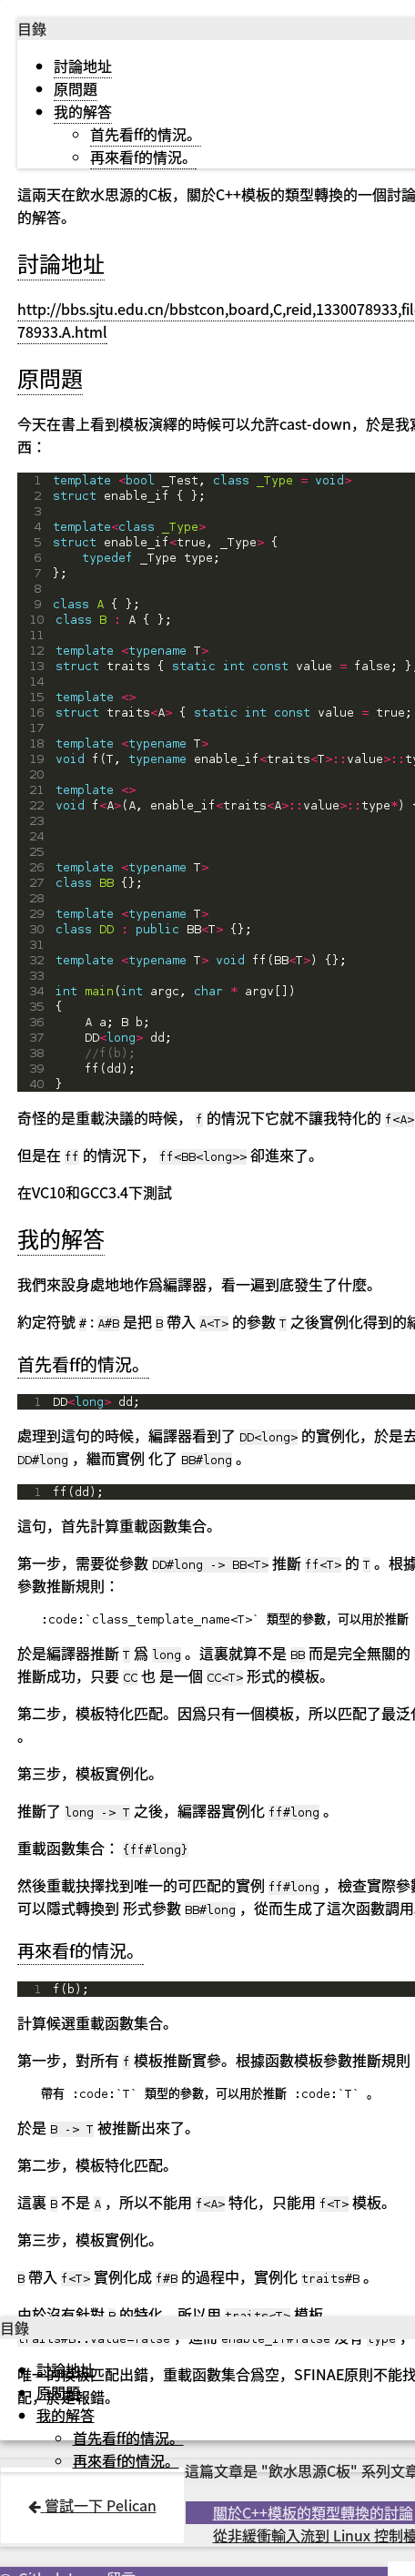 目錄
討論地址
原問題
我的解答
首先看ff的情況。
再來看f的情況。
這兩天在飲水思源的C板，關於C++模板的類型轉換的一個討論
的解答。
討論地址
http://bbs.sjtu.edu.cn/bbstcon,board,C,reid,1330078933,fil
78933.A.html
原問題
今天在書上看到模板演繹的時候可以允許cast-down，於是我寫
西：
1 template <bool _Test, class _Type = void>
2 struct enable_if { };
3
4 template<class _Type>
5 struct enable_if<true, _Type> {
6     typedef _Type type;
7 };
8
9 class A { };
10 class B : A { };
11
12 template <typename T>
13 struct traits { static int const value = false; };
14
15 template <>
16 struct traits<A> { static int const value = true;
17
18 template <typename T>
19 void f(T, typename enable_if<traits<T>::value>::ty
20
21 template <>
22 void f<A>(A, enable_if<traits<A>::value>::type*) {
23
24
25
26 template <typename T>
27 class BB {};
28
29 template <typename T>
30 class DD : public BB<T> {};
31
32 template <typename T> void ff(BB<T>) {};
33
34 int main(int argc, char * argv[])
35 {
36     A a; B b;
37     DD<long> dd;
38     //f(b);
39     ff(dd);
40 }
奇怪的是重載決議的時候， f 的情況下它就不讓我特化的 f<A>
但是在 ff 的情況下， ff<BB<long>> 卻進來了。
在VC10和GCC3.4下測試
我的解答
我們來設身處地地作爲編譯器，看一遍到底發生了什麼。
約定符號 # : A#B 是把 B 帶入 A<T> 的參數 T 之後實例化得到的結
首先看ff的情況。
1 DD<long> dd;
處理到這句的時候，編譯器看到了 DD<long> 的實例化，於是去
DD#long ，繼而實例 化了 BB#long 。
1 ff(dd);
這句，首先計算重載函數集合。
第一步，需要從參數 DD#long -> BB<T> 推斷 ff<T> 的 T 。根據
參數推斷規則：
:code:`class_template_name<T>` 類型的參數，可以用於推斷
於是編譯器推斷 T 爲 long 。這裏就算不是 BB 而是完全無關的
推斷成功，只要 CC 也 是一個 CC<T> 形式的模板。
第二步，模板特化匹配。因爲只有一個模板，所以匹配了最泛化
。
第三步，模板實例化。
推斷了 long -> T 之後，編譯器實例化 ff#long 。
重載函數集合： {ff#long}
然後重載抉擇找到唯一的可匹配的實例 ff#long ，檢查實際參數
可以隱式轉換到 形式參數 BB#long ，從而生成了這次函數調用
再來看f的情況。
1 f(b);
計算候選重載函數集合。
第一步，對所有 f 模板推斷實參。根據函數模板參數推斷規則
帶有 :code:`T` 類型的參數，可以用於推斷 :code:`T` 。
於是 B -> T 被推斷出來了。
第二步，模板特化匹配。
這裏 B 不是 A ，所以不能用 f<A> 特化，只能用 f<T> 模板。
第三步，模板實例化。
B 帶入 f<T> 實例化成 f#B 的過程中，實例化 traits#B 。
由於沒有針對 B 的特化，所以用 traits<T> 模板
目錄
traits#B::value=false ，進而 enable_if#false 沒有 type ，
唯一的模板匹配出錯，重載函數集合爲空，SFINAE原則不能找
討論地址
原問題
配，於是報錯。
我的解答
首先看ff的情況。
再來看f的情況。
這篇文章是 "飲水思源C板" 系列文章
嘗試一下 Pelican
關於C++模板的類型轉換的討論
從非緩衝輸入流到 Linux 控制檯